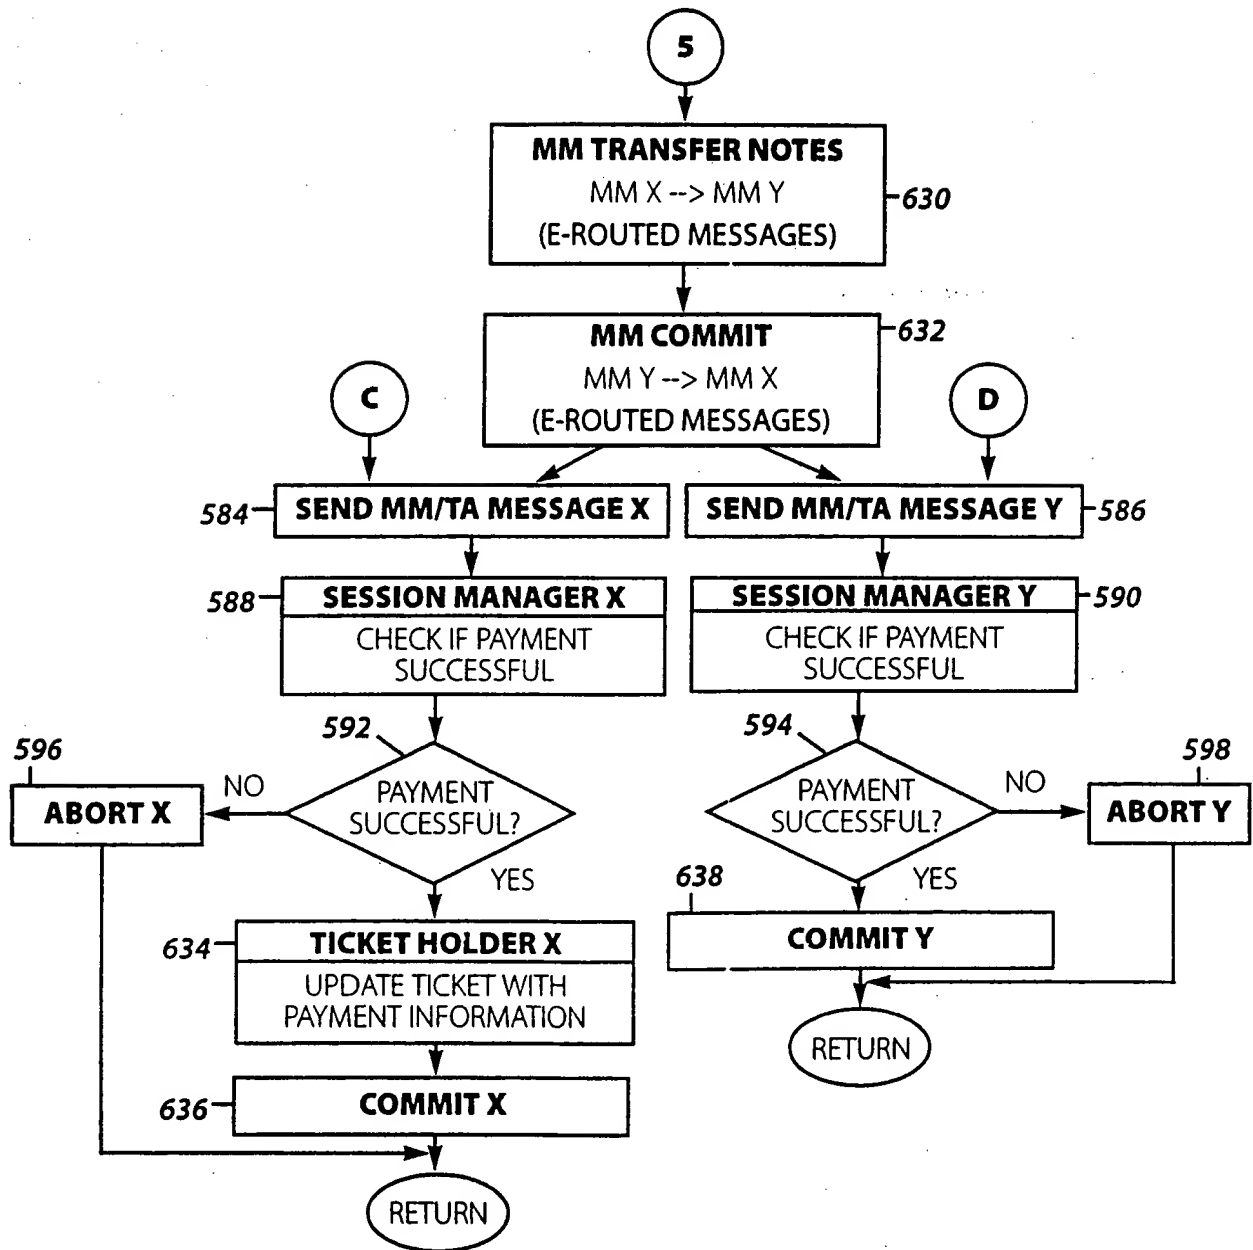 5
MM TRANSFER NOTES
MM X --> MM Y
(E-ROUTED MESSAGES)
630
MM COMMIT
MM Y --> MM X
(E-ROUTED MESSAGES)
632
C
D
584
SEND MM/TA MESSAGE X
SEND MM/TA MESSAGE Y
586
588
SESSION MANAGER X
CHECK IF PAYMENT
SUCCESSFUL
SESSION MANAGER Y
CHECK IF PAYMENT
SUCCESSFUL
590
592
PAYMENT
SUCCESSFUL?
NO
596
ABORT X
YES
594
PAYMENT
SUCCESSFUL?
NO
598
ABORT Y
YES
634
TICKET HOLDER X
UPDATE TICKET WITH
PAYMENT INFORMATION
638
COMMIT Y
RETURN
636
COMMIT X
RETURN